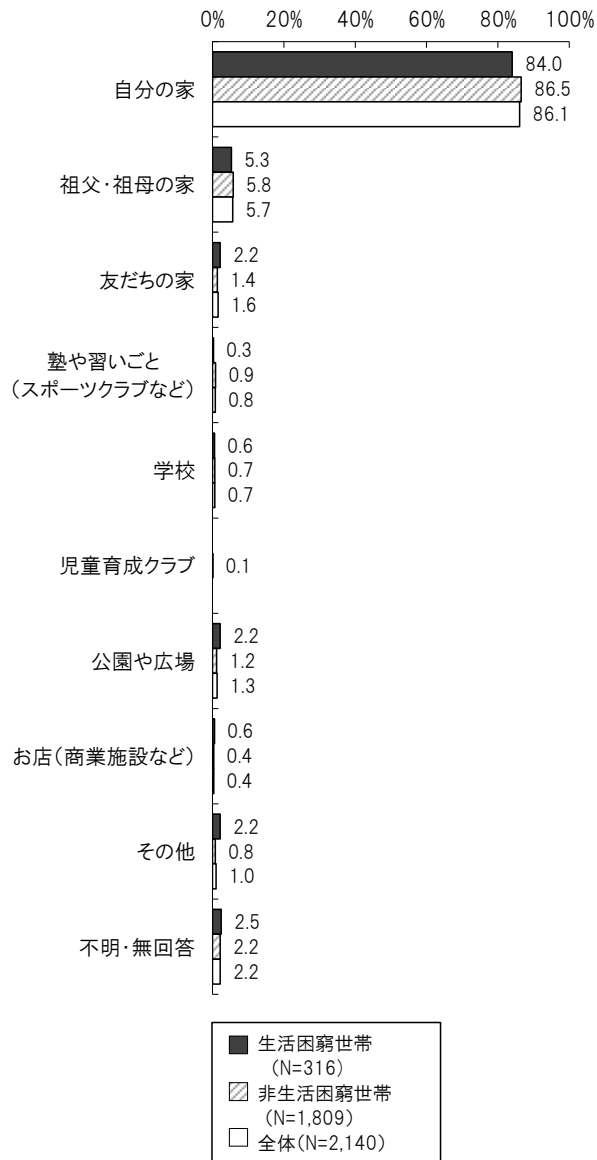 0% 20% 40% 60% 80% 100%
自分の家
84.0
86.5
86.1
祖父・祖母の家
5.3
5.8
5.7
友だちの家
2.2
1.4
1.6
塾や習いごと
（スポーツクラブなど）
0.3
0.9
0.8
学校
0.6
0.7
0.7
児童育成クラブ
0.1
公園や広場
2.2
1.2
1.3
お店（商業施設など）
0.6
0.4
0.4
その他
2.2
0.8
1.0
不明・無回答
2.5
2.2
2.2
生活困窮世帯
（N=316）
非生活困窮世帯
（N=1,809）
全体（N=2,140）